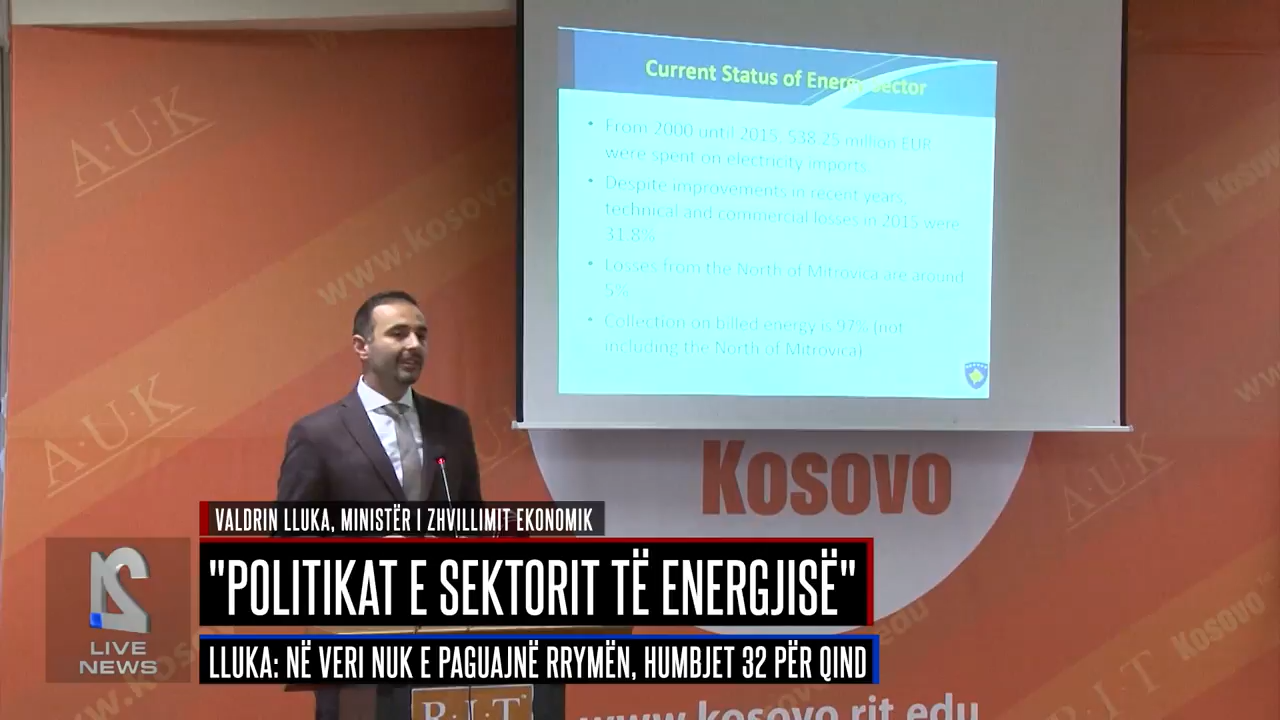 Current Status of Energy Sector
• From 2000 until 2015, 538.25 million EUR
were spent on electricity imports.
• Despite improvements in recent years,
technical and commercial losses in 2015 were
31.8%
• Losses from the North of Mitrovica are around
5%
• Collection on billed energy is 97% (not
including the North of Mitrovica)
A·U·K
www.kosovo
A·U·K
Kosovo
A·U·K
R·I·T
Kosovo
VALDRIN LLUKA, MINISTËR I ZHVILLIMIT EKONOMIK
"POLITIKAT E SEKTORIT TË ENERGJISË"
LLUKA: NË VERI NUK E PAGUAJNË RRYMËN, HUMBJET 32 PËR QIND
LIVE
NEWS
R·I·T
www.kosovo.rit.edu
Kosovo
R·I·T